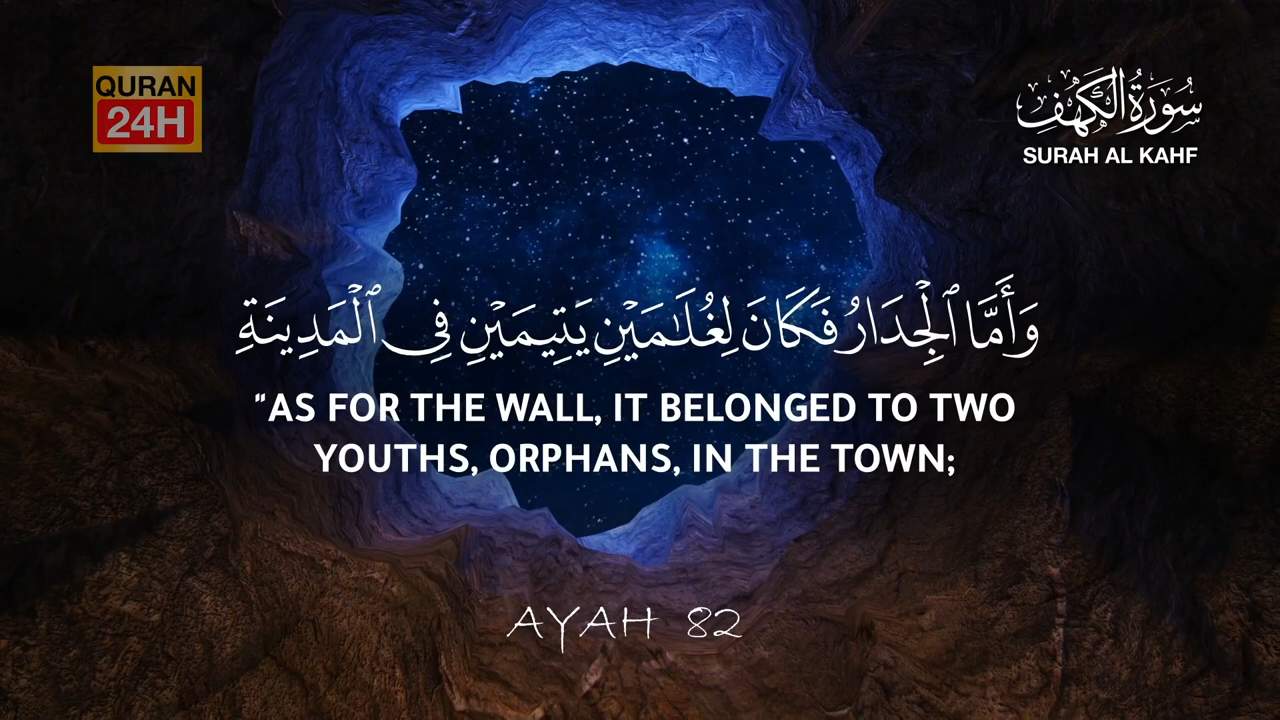 QURAN
24H
سُورَةُ الكَهْفِ
SURAH AL KAHF
وَأَمَّا ٱلْجِدَارُ فَكَانَ لِغُلَـٰمَيْنِ يَتِيمَيْنِ فِى ٱلْمَدِينَةِ
"AS FOR THE WALL, IT BELONGED TO TWO
YOUTHS, ORPHANS, IN THE TOWN;
AYAH 82